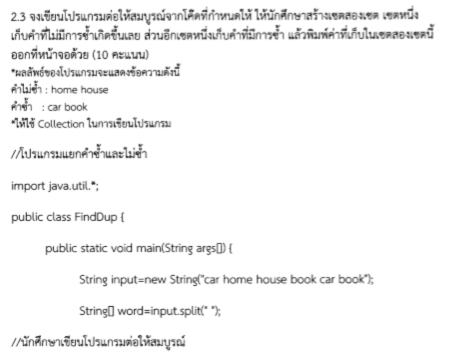 2.3 จงเขียนโปรแกรมต่อให้สมบูรณ์จากโค๊ดที่กำหนดให้ ให้นักศึกษาสร้างเซตสองเซต เซตหนึ่ง
เก็บคำที่ไม่มีการซ้ำเกิดขึ้นเลย ส่วนอีกเซตหนึ่งเก็บคำที่มีการซ้ำ แล้วพิมพ์ค่าที่เก็บในเซตสองเซตนี้
ออกที่หน้าจอด้วย (10 คะแนน)
*ผลลัพธ์ของโปรแกรมจะแสดงข้อความดังนี้
คำไม่ซ้ำ : home house
คำซ้ำ : car book
*ให้ใช้ Collection ในการเขียนโปรแกรม
//โปรแกรมแยกคำซ้ำและไม่ซ้ำ
import java.util.*;
public class FindDup {
public static void main(String args[]) {
String input=new String("car home house book car book");
String[] word=input.split(" ");
//นักศึกษาเขียนโปรแกรมต่อให้สมบูรณ์